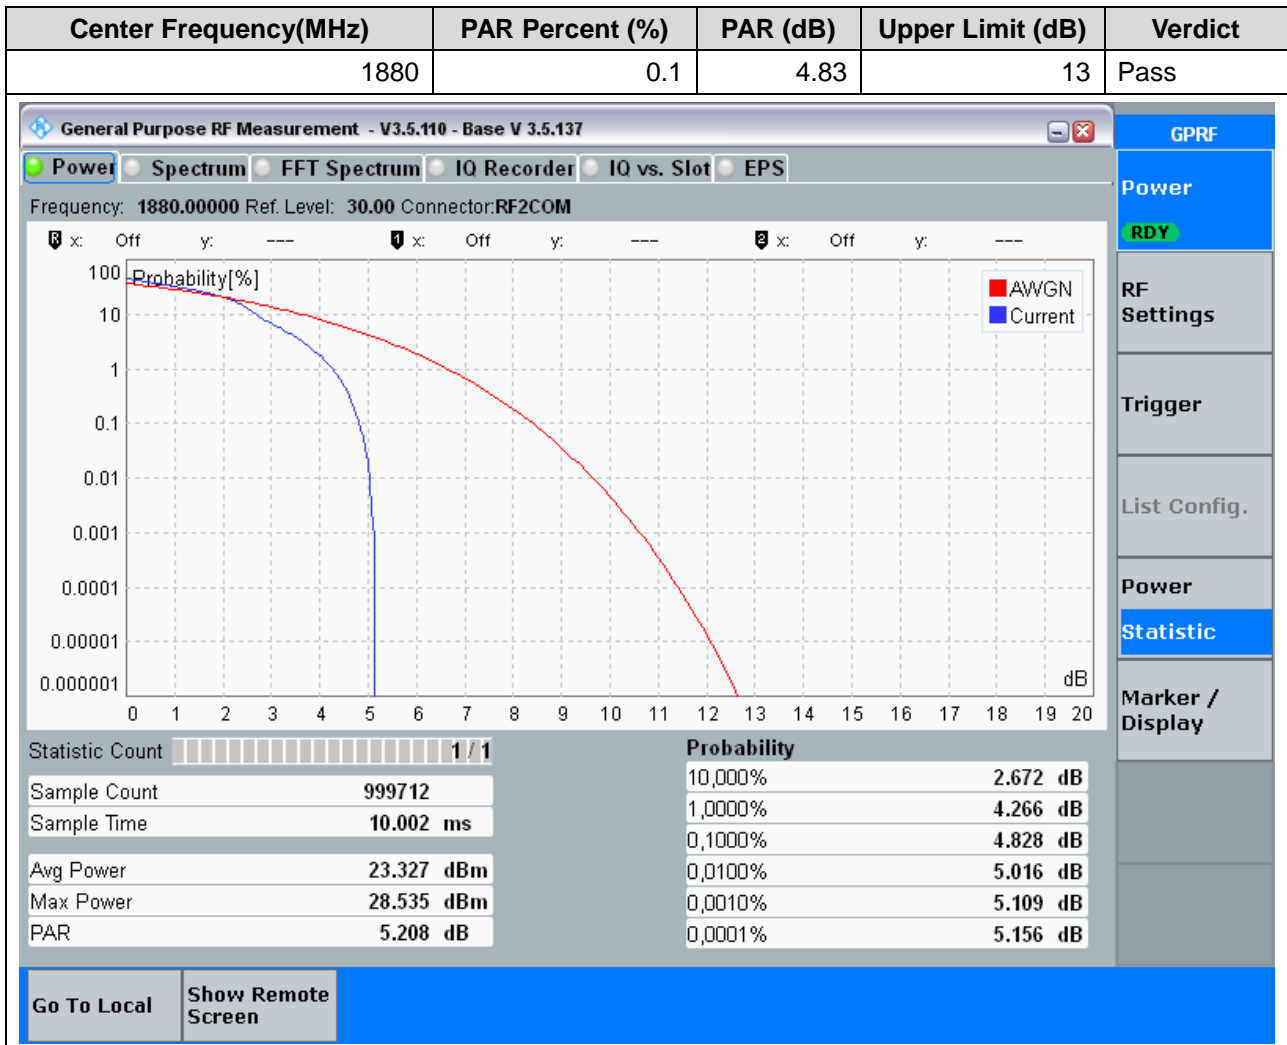 Center Frequency(MHz) PAR Percent (%) PAR (dB) Upper Limit (dB) Verdict
1880 0.1 4.83 13 Pass
General Purpose RF Measurement - V3.5.110 - Base V 3.5.137
GPRF
Power Spectrum FFT Spectrum IQ Recorder IQ vs. Slot EPS
Power
RDY
Frequency: 1880.00000 Ref. Level: 30.00 Connector:RF2COM
R x: Off y: --- 1 x: Off y: --- 2 x: Off y: ---
Probability[%]
AWGN
Current
100
10
1
0.1
0.01
0.001
0.0001
0.00001
0.000001
dB
0 1 2 3 4 5 6 7 8 9 10 11 12 13 14 15 16 17 18 19 20
RF
Settings
Trigger
List Config.
Power
Statistic
Marker /
Display
Statistic Count 1 / 1
Sample Count 999712
Sample Time 10.002 ms
Avg Power 23.327 dBm
Max Power 28.535 dBm
PAR 5.208 dB
Probability
10,000% 2.672 dB
1,0000% 4.266 dB
0,1000% 4.828 dB
0,0100% 5.016 dB
0,0010% 5.109 dB
0,0001% 5.156 dB
Go To Local
Show Remote
Screen